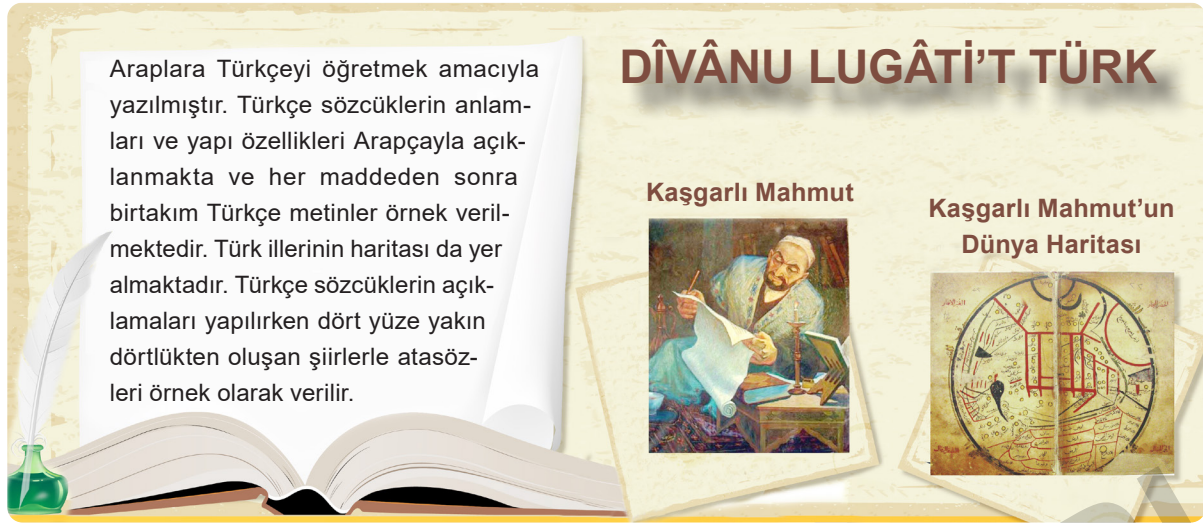 Araplara Türkçeyi öğretmek amacıyla
yazılmıştır. Türkçe sözcüklerin anlam-
ları ve yapı özellikleri Arapçayla açık-
lanmakta ve her maddeden sonra
birtakım Türkçe metinler örnek veril-
mektedir. Türk illerinin haritası da yer
almaktadır. Türkçe sözcüklerin açık-
lamaları yapılırken dört yüze yakın
dörtlükten oluşan şiirlerle atasöz-
leri örnek olarak verilir.
DÎVÂNU LUGÂTİ’T TÜRK
Kaşgarlı Mahmut
Kaşgarlı Mahmut’un
Dünya Haritası